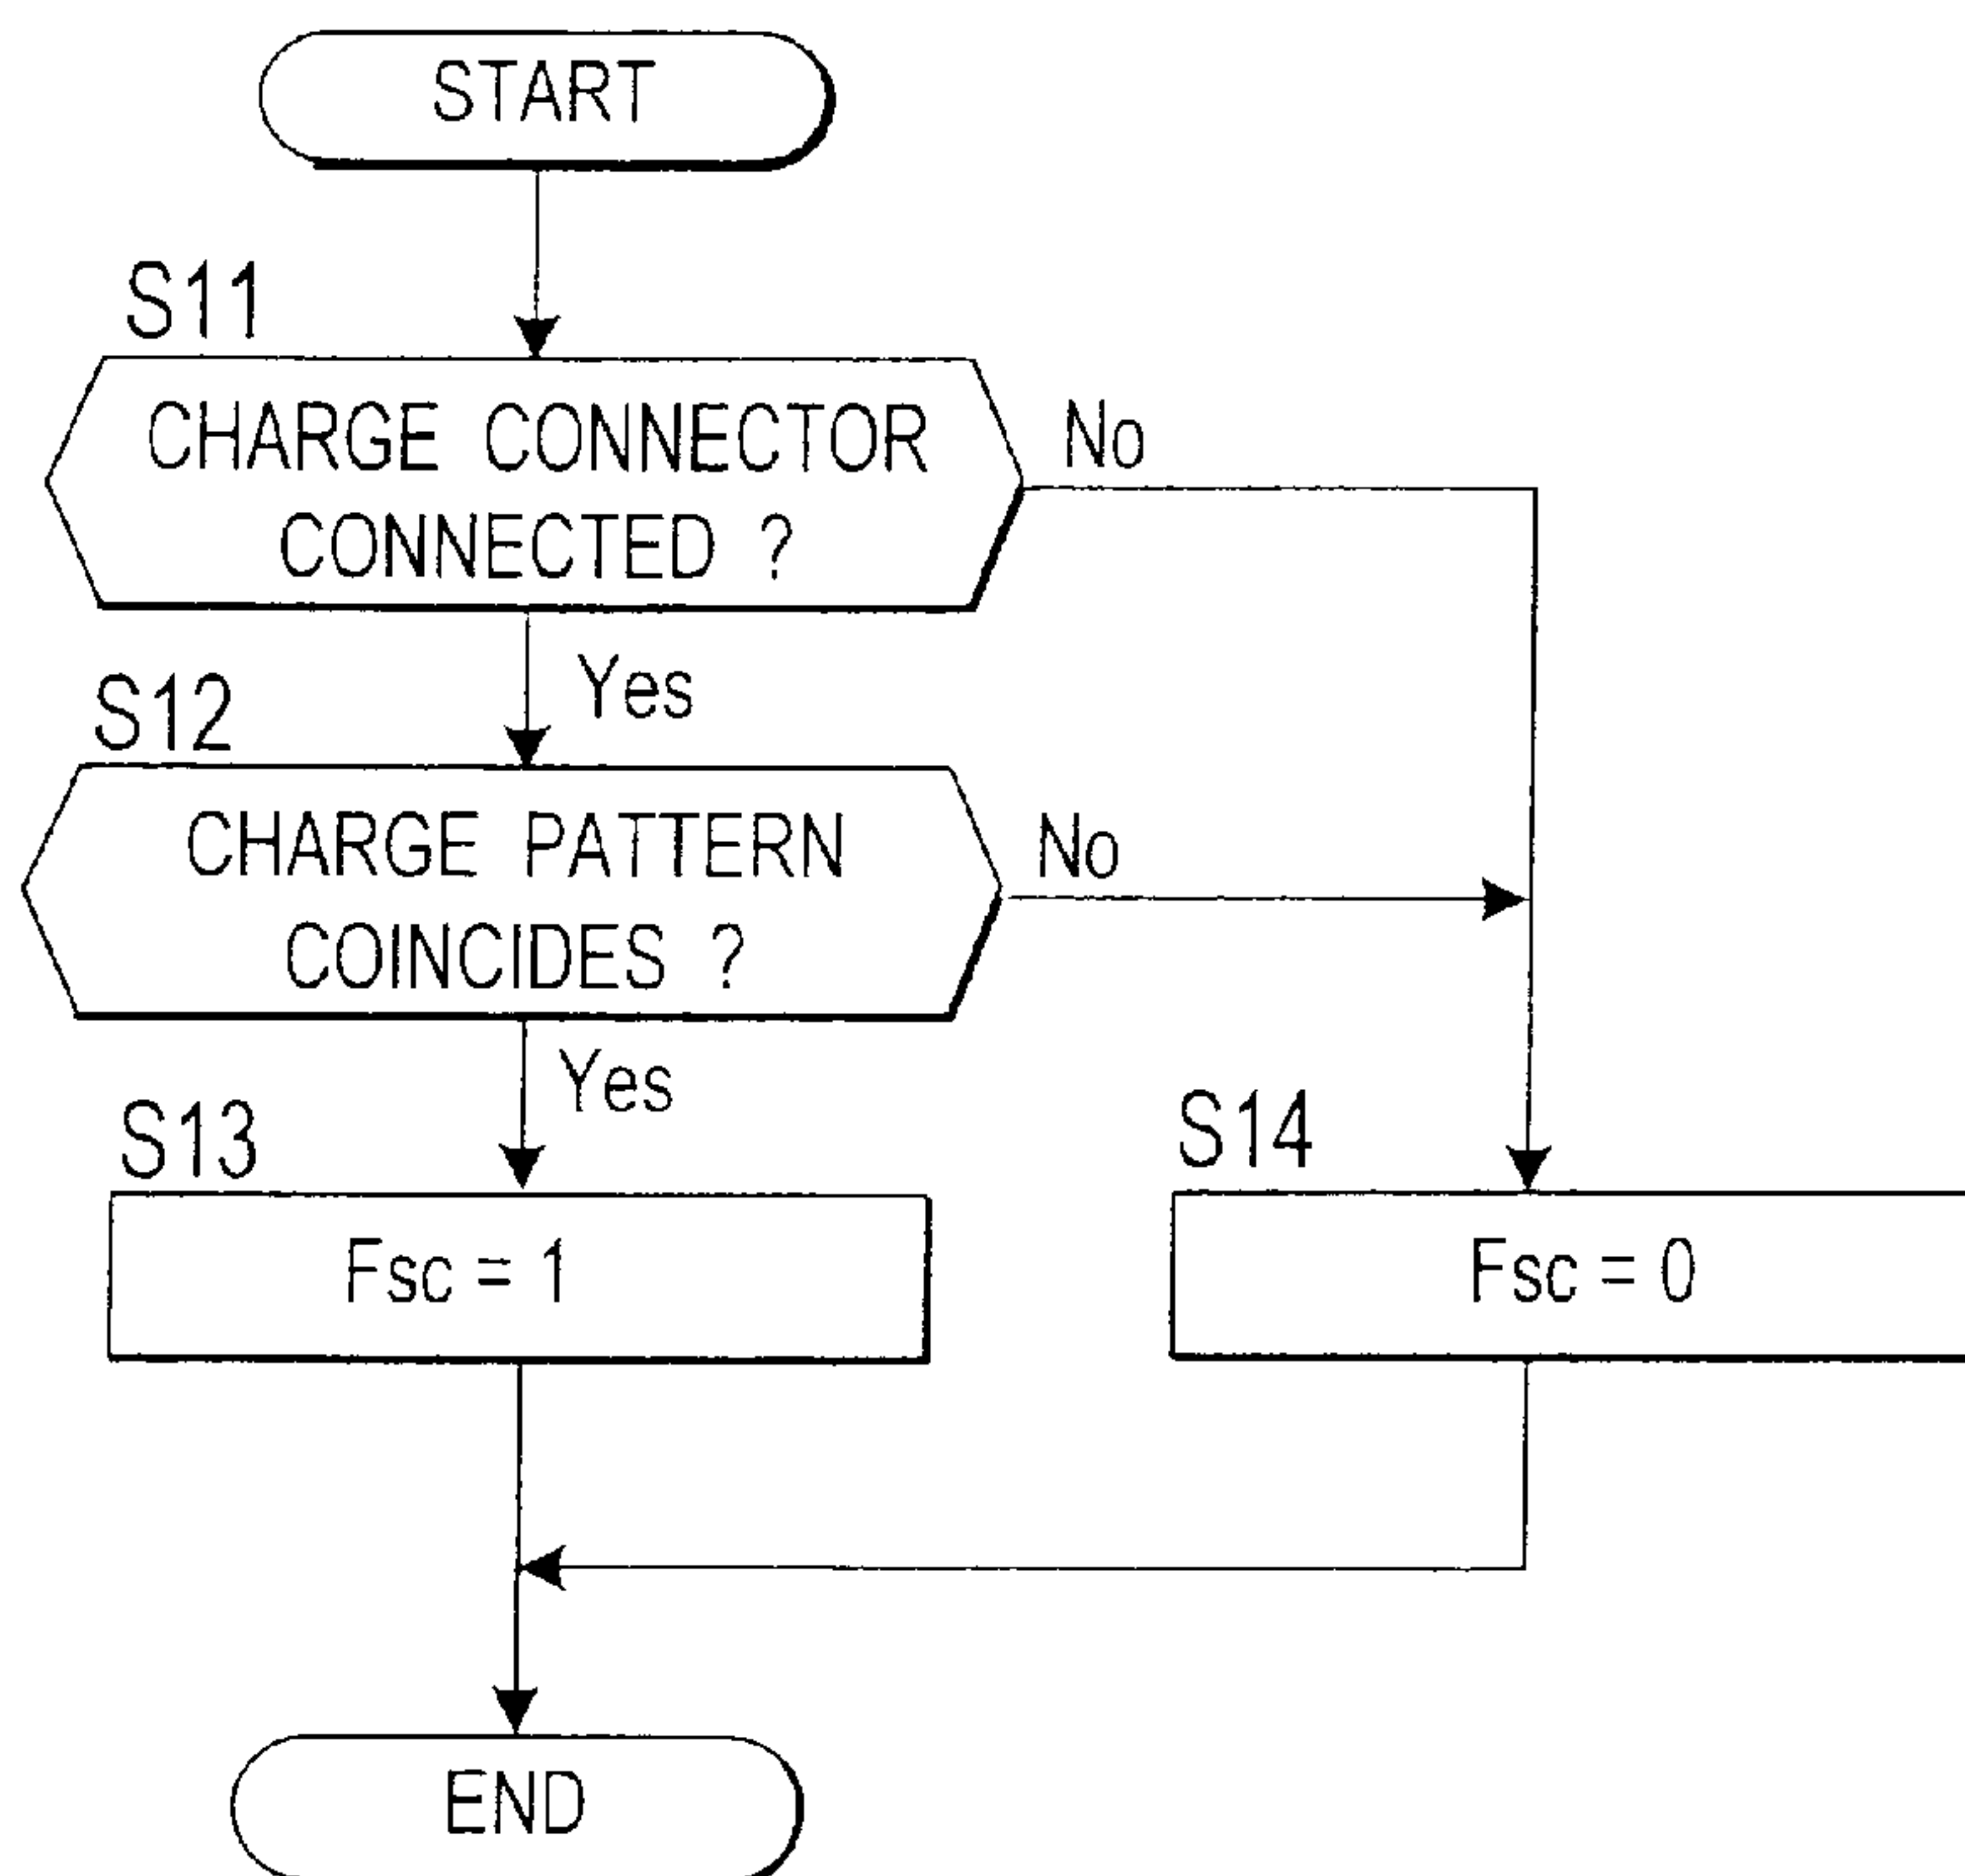 START
S11
CHARGE CONNECTOR
CONNECTED ?
No
Yes
S12
CHARGE PATTERN
COINCIDES ?
No
Yes
S13
Fsc = 1
S14
Fsc = 0
END